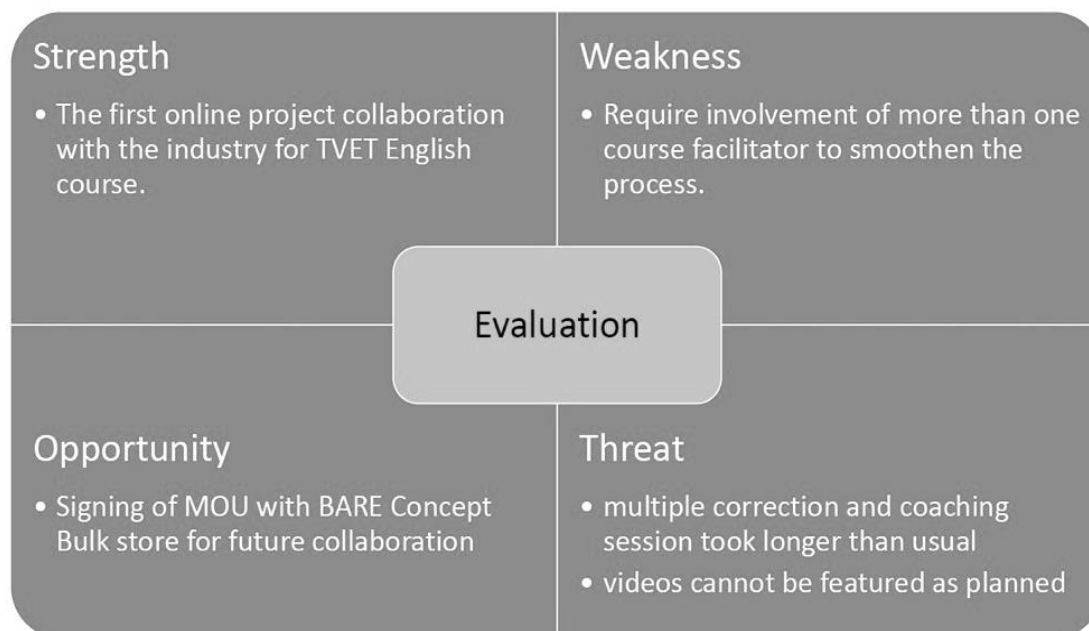 Strength
• The first online project collaboration
with the industry for TVET English
course.
Weakness
• Require involvement of more than one
course facilitator to smoothen the
process.
Evaluation
Opportunity
• Signing of MOU with BARE Concept
Bulk store for future collaboration
Threat
• multiple correction and coaching
session took longer than usual
• videos cannot be featured as planned